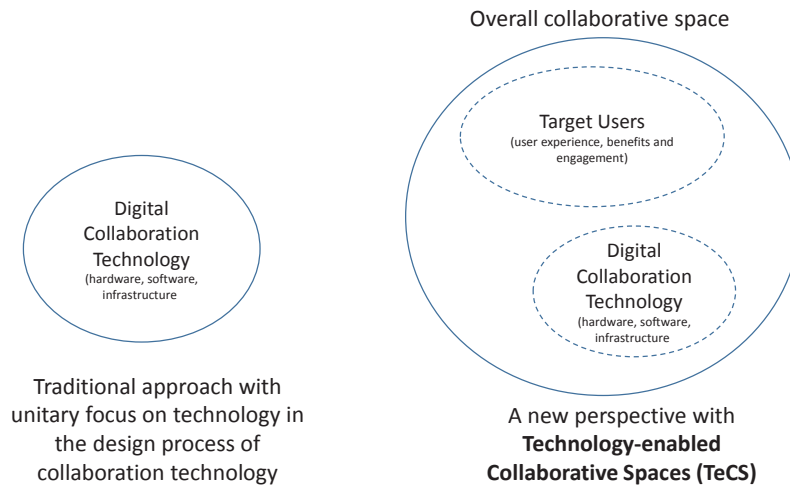 Overall collaborative space
Target Users
(user experience, benefits and
engagement)
Digital
Collaboration
Technology
(hardware, software,
infrastructure
Digital
Collaboration
Technology
(hardware, software,
infrastructure
Traditional approach with
unitary focus on technology in
the design process of
collaboration technology
A new perspective with
Technology-enabled
Collaborative Spaces (TeCS)